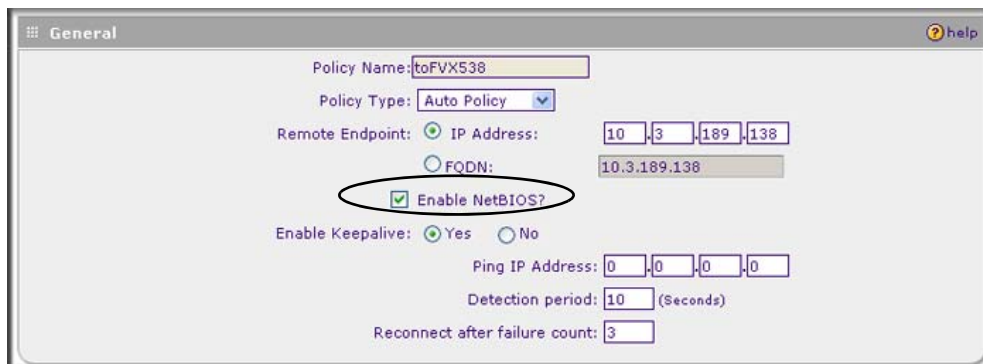 General help
Policy Name: toFVX538
Policy Type: Auto Policy
Remote Endpoint: IP Address: 10 .3 .189 .138
FQDN: 10.3.189.138
Enable NetBIOS?
Enable Keepalive: Yes No
Ping IP Address: 0 .0 .0 .0
Detection period: 10 (Seconds)
Reconnect after failure count: 3